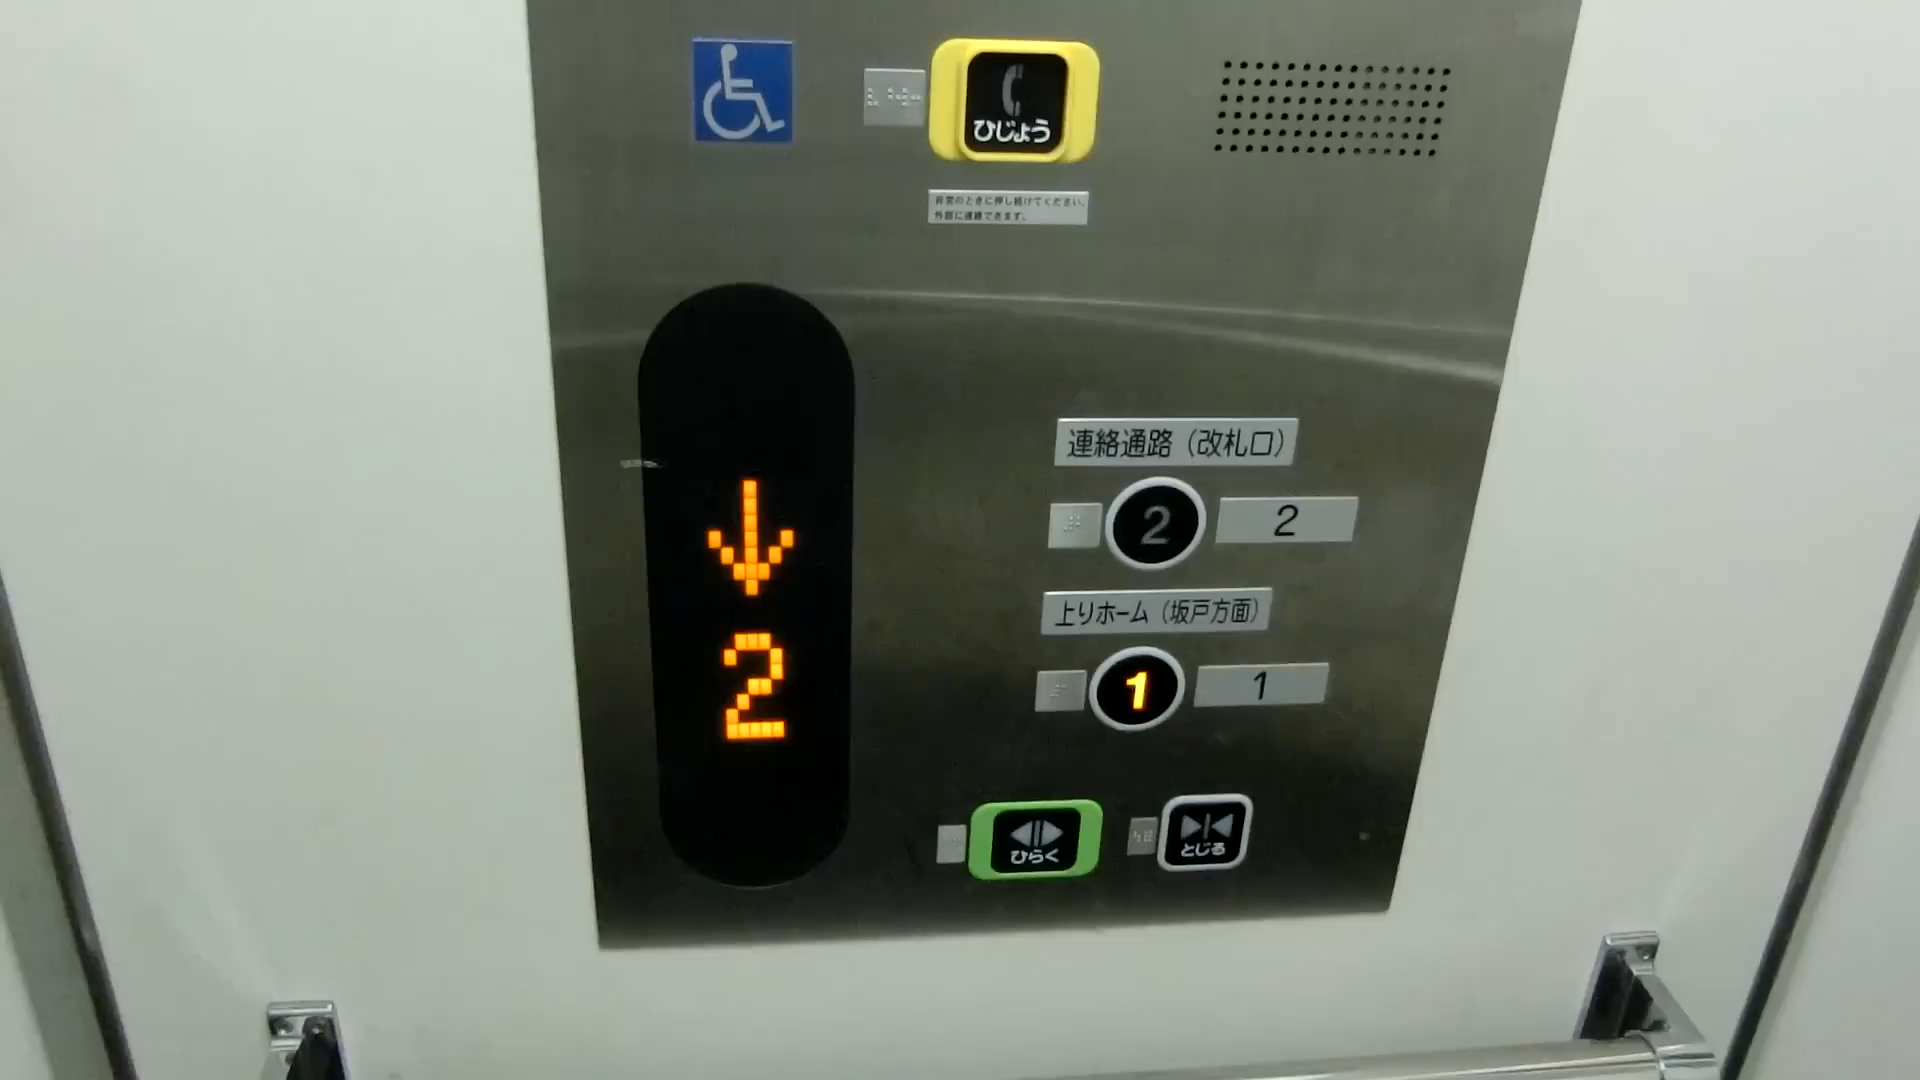 ひじょう
非常のときに押し続けてください。
外部に連絡できます。
連絡通路（改札口）
2 2
上りホーム（坂戸方面）
1 1
2
ひらく とじる